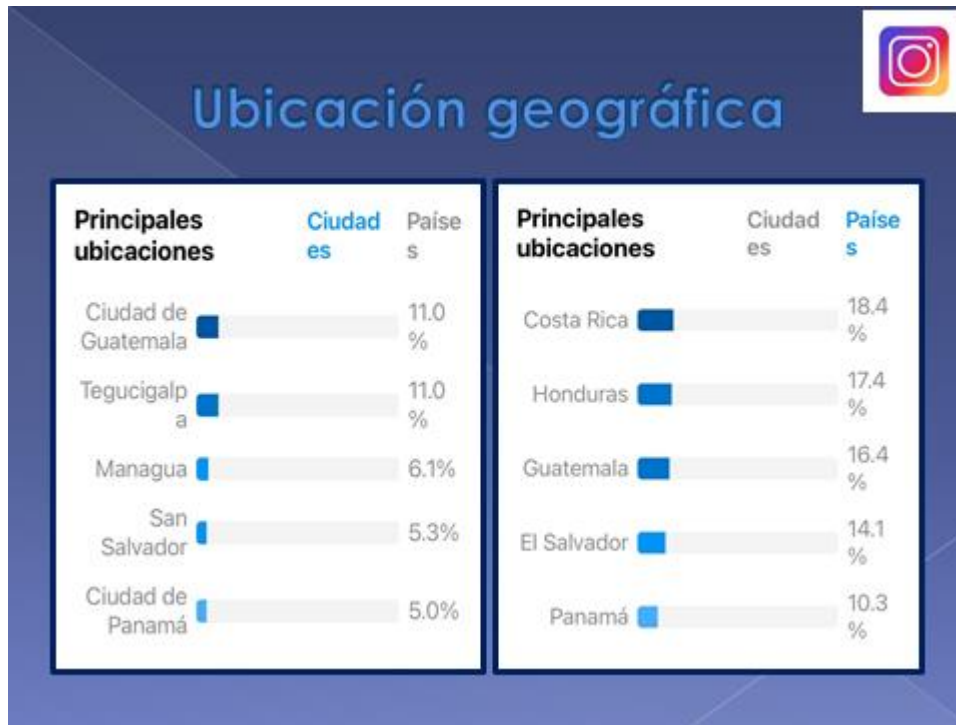 Ubicación geográfica
Principales
ubicaciones
Ciudad
es
Paíse
s
Ciudad de
Guatemala
11.0
%
Tegucigalp
a
11.0
%
Managua
6.1%
San
Salvador
5.3%
Ciudad de
Panamá
5.0%
Principales
ubicaciones
Ciudad
es
Paíse
s
Costa Rica
18.4
%
Honduras
17.4
%
Guatemala
16.4
%
El Salvador
14.1
%
Panamá
10.3
%